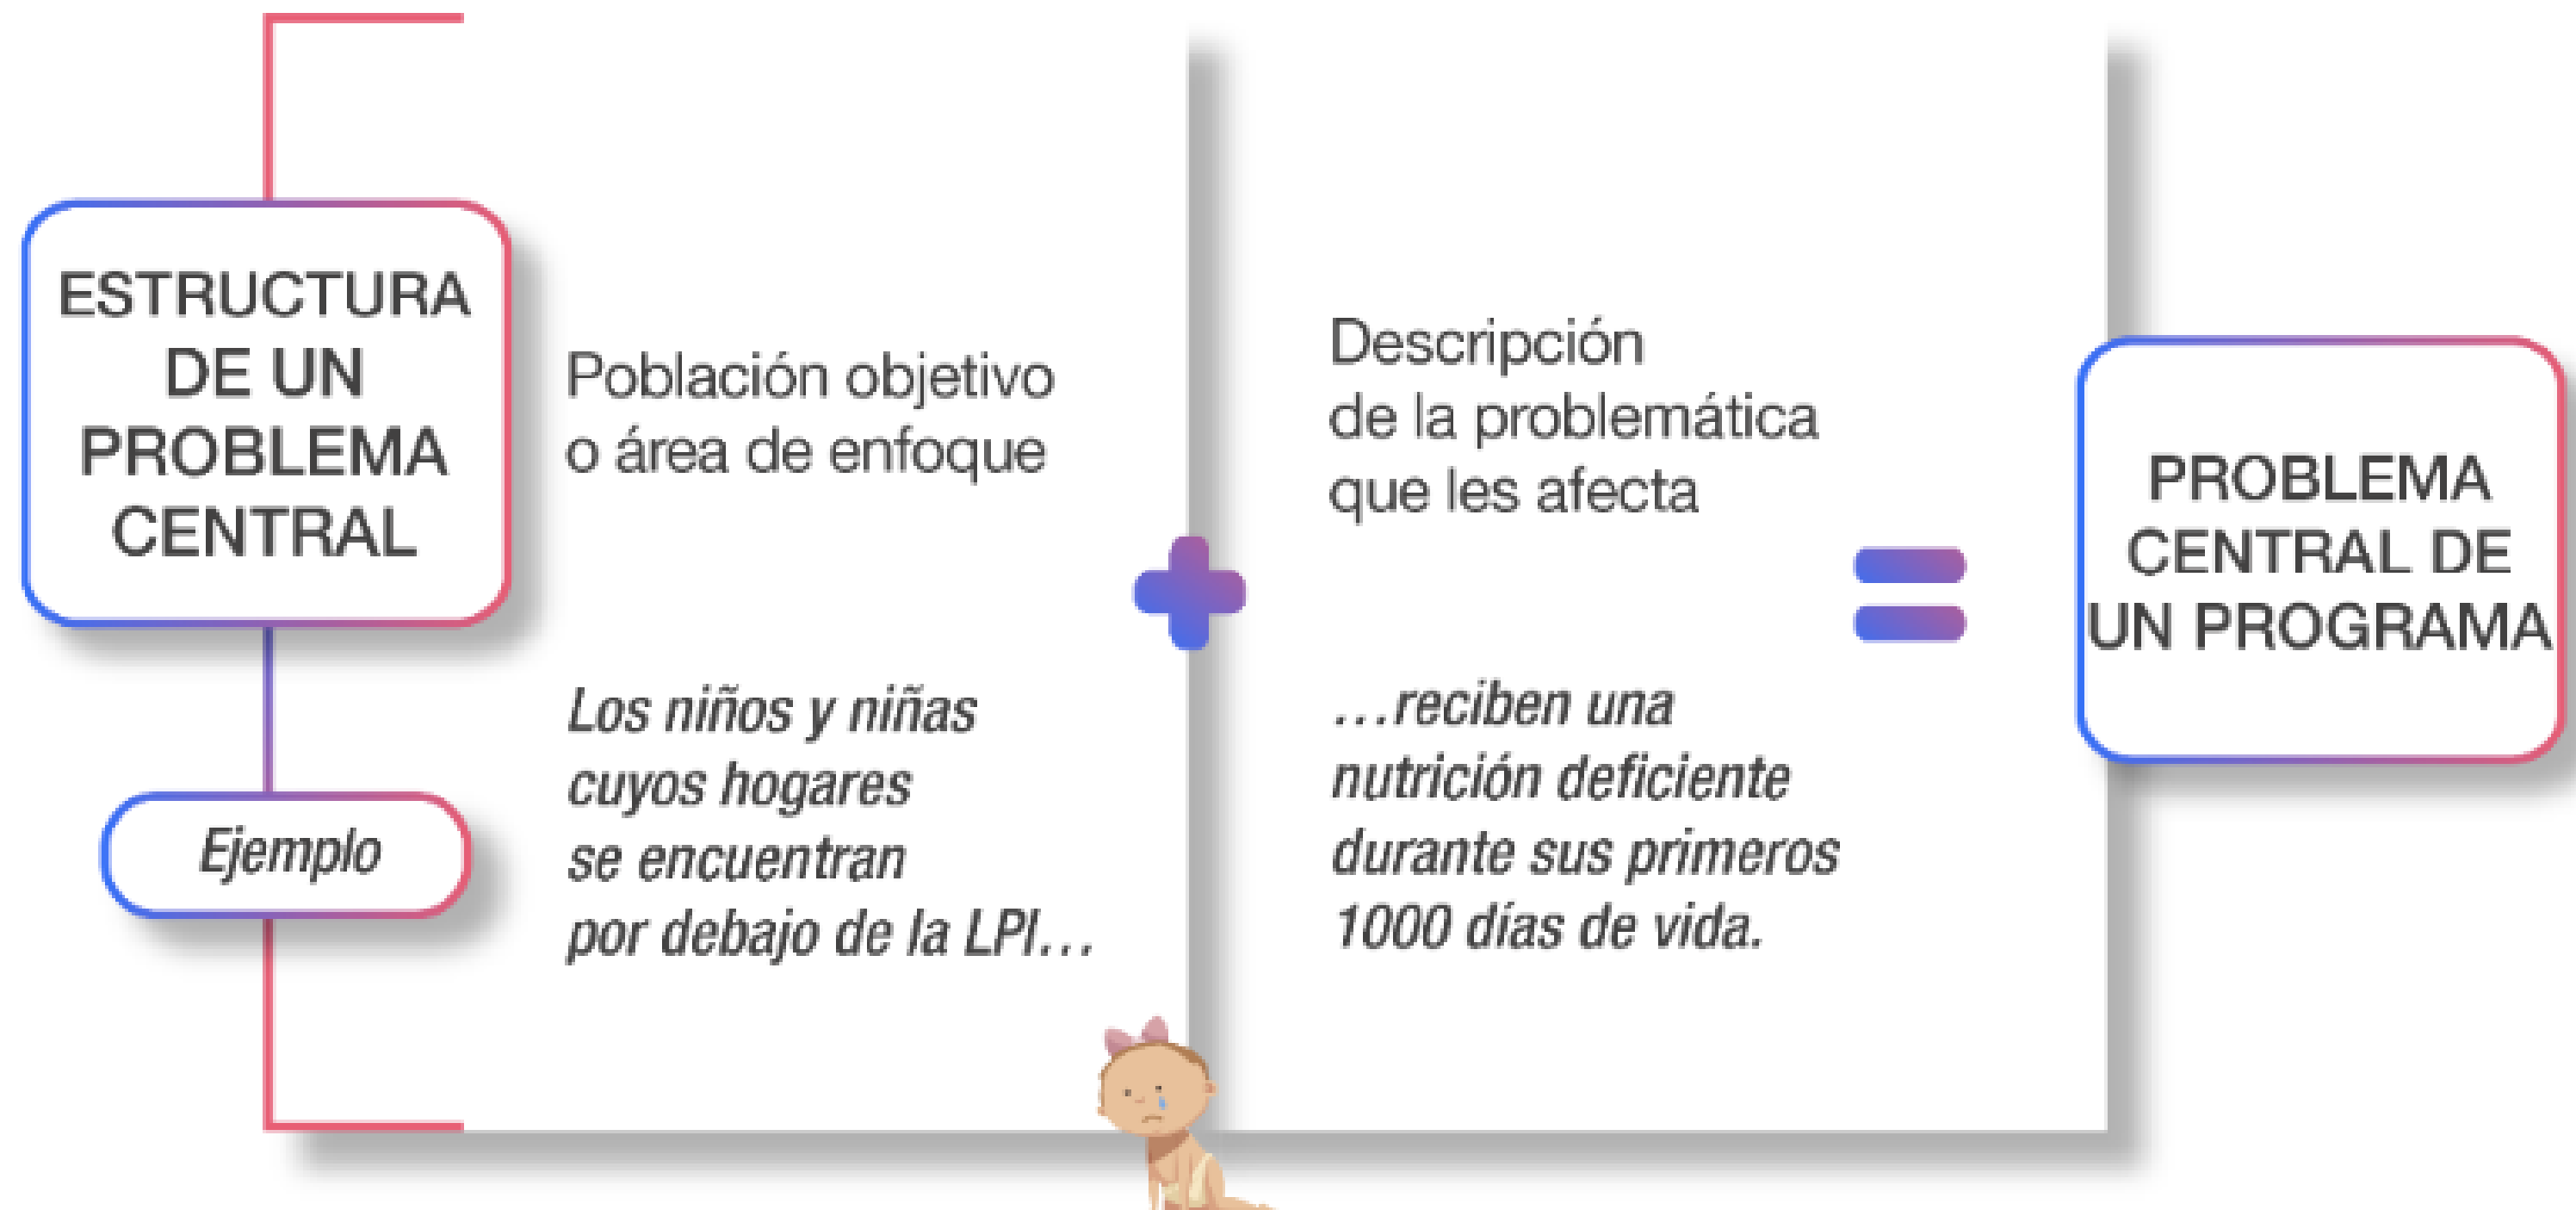 ESTRUCTURA
DE UN
PROBLEMA
CENTRAL
Población objetivo
o área de enfoque
Descripción
de la problemática
que les afecta
PROBLEMA
CENTRAL DE
UN PROGRAMA
Ejemplo
Los niños y niñas
cuyos hogares
se encuentran
por debajo de la LPI...
...reciben una
nutrición deficiente
durante sus primeros
1000 días de vida.